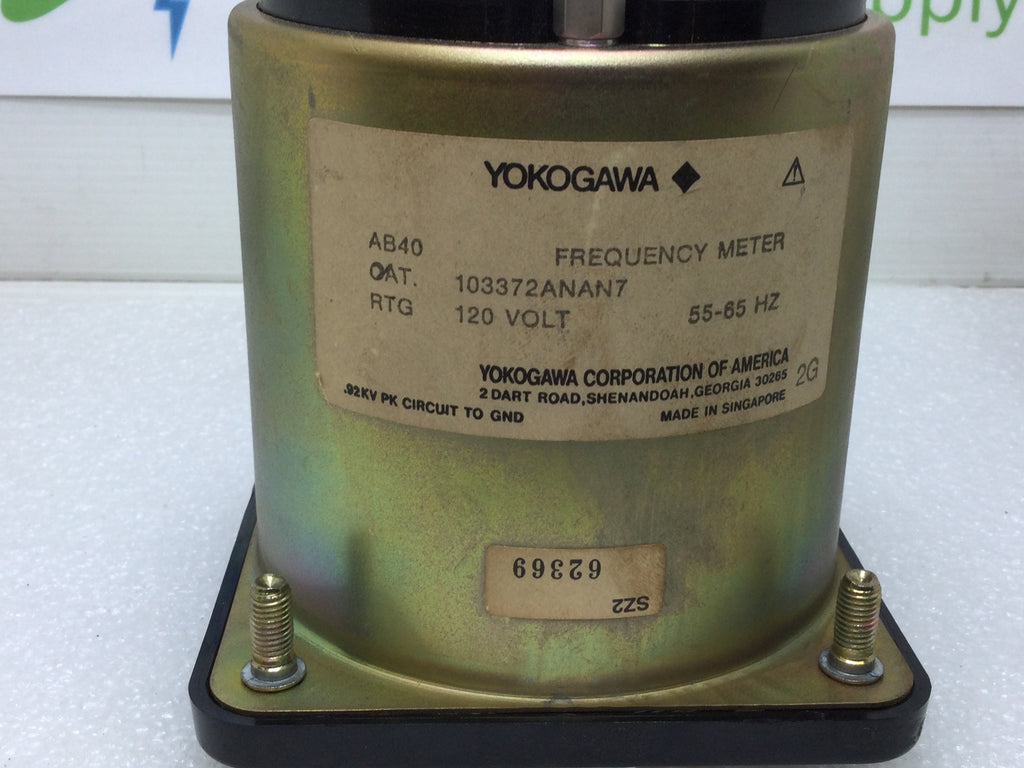 pply
YOKOGAWA
AB40 FREQUENCY METER
CAT. 103372ANAN7
RTG 120 VOLT 55-65 HZ
YOKOGAWA CORPORATION OF AMERICA
2 DART ROAD, SHENANDOAH, GEORGIA 30265 2G
.92KV PK CIRCUIT TO GND MADE IN SINGAPORE
62369
SZ2